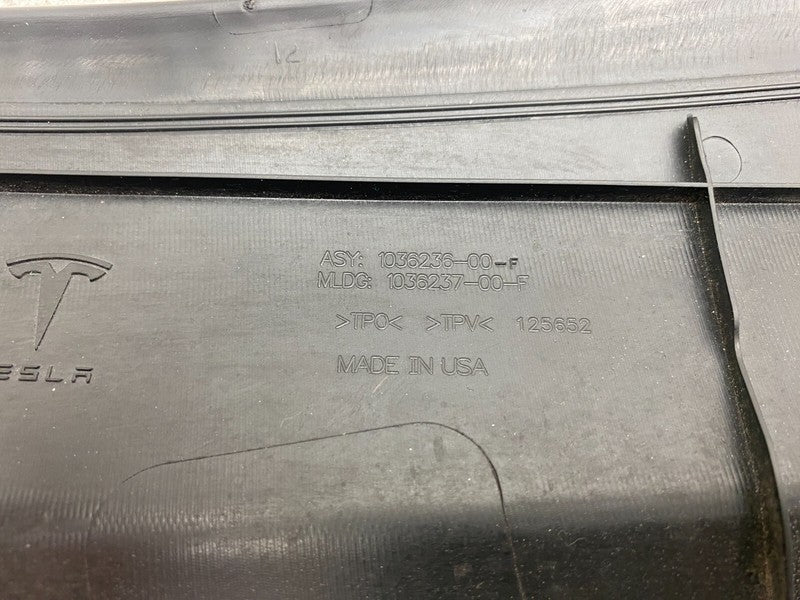 12
ASY: 1036236-00-F
MLDG: 1036237-00-F
>TPO< >TPV< 125652
MADE IN USA
ESLA